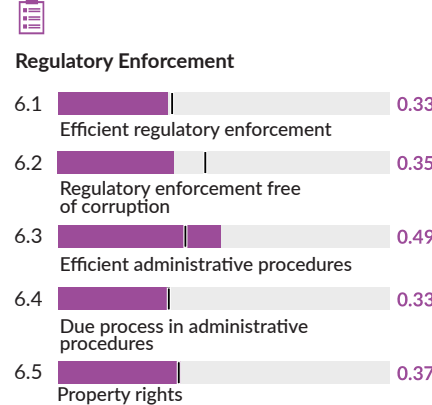 Regulatory Enforcement
6.1 0.33
Efficient regulatory enforcement
6.2 0.35
Regulatory enforcement free
of corruption
6.3 0.49
Efficient administrative procedures
6.4 0.33
Due process in administrative
procedures
6.5 0.37
Property rights